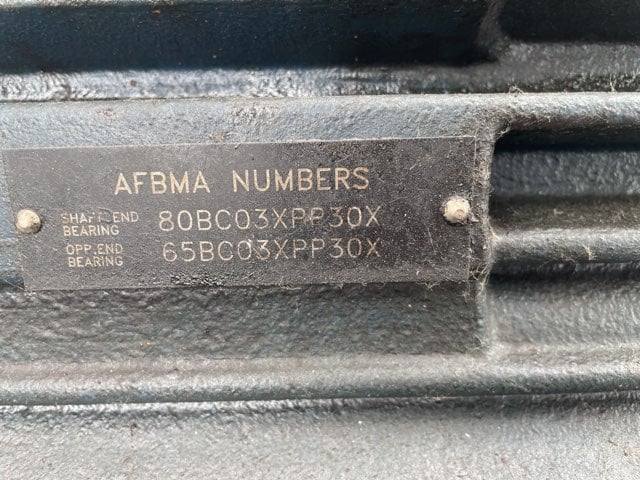 AFBMA NUMBERS
SHAFT END BEARING 80BC03XPP30X
OPP.END BEARING 65BC03XPP30X